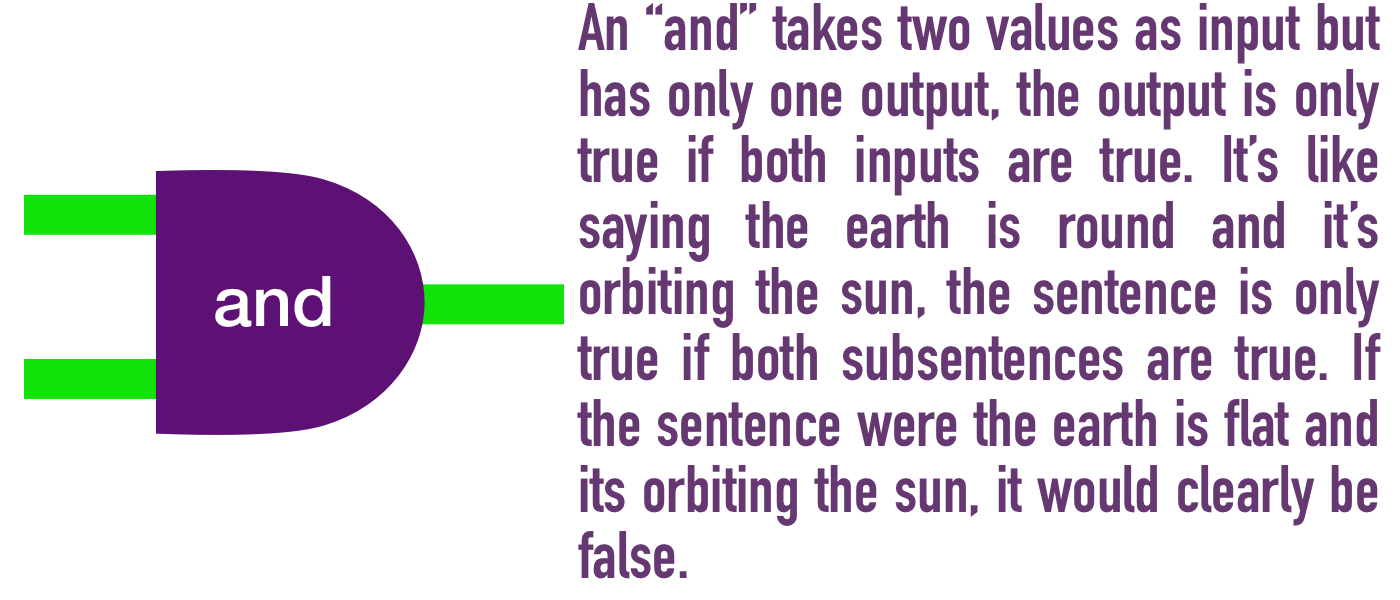 and
An “and” takes two values as input but
has only one output, the output is only
true if both inputs are true. It’s like
saying the earth is round and it’s
orbiting the sun, the sentence is only
true if both subsentences are true. If
the sentence were the earth is flat and
its orbiting the sun, it would clearly be
false.